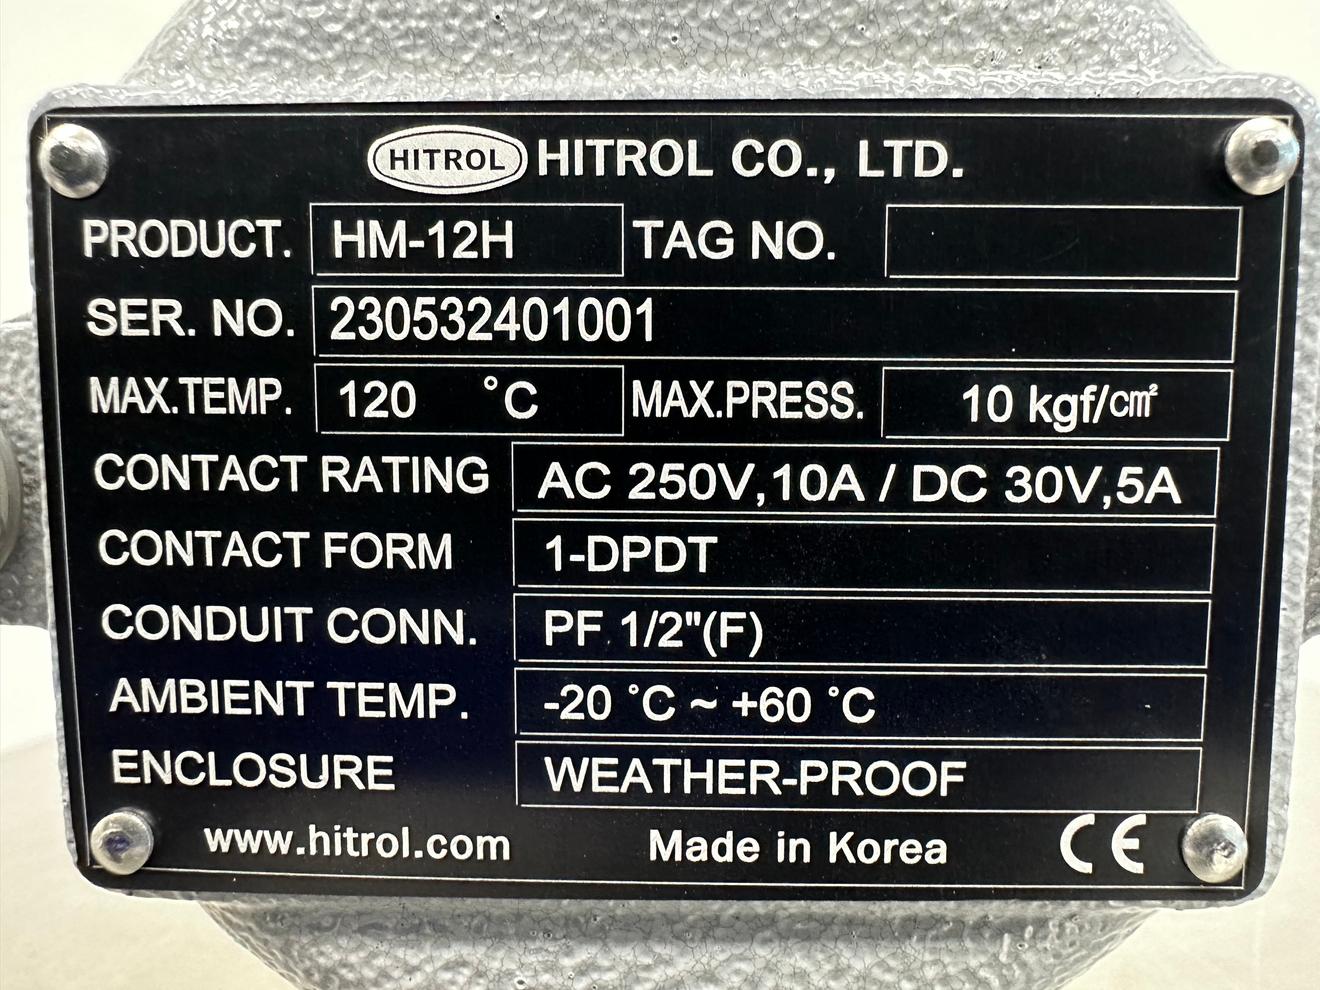 HITROL HITROL CO., LTD.
PRODUCT. HM-12H TAG NO.
SER. NO. 230532401001
MAX.TEMP. 120 °C MAX.PRESS. 10 kgf/cm²
CONTACT RATING AC 250V,10A / DC 30V,5A
CONTACT FORM 1-DPDT
CONDUIT CONN. PF 1/2"(F)
AMBIENT TEMP. -20 °C ~ +60 °C
ENCLOSURE WEATHER-PROOF
www.hitrol.com Made in Korea CE